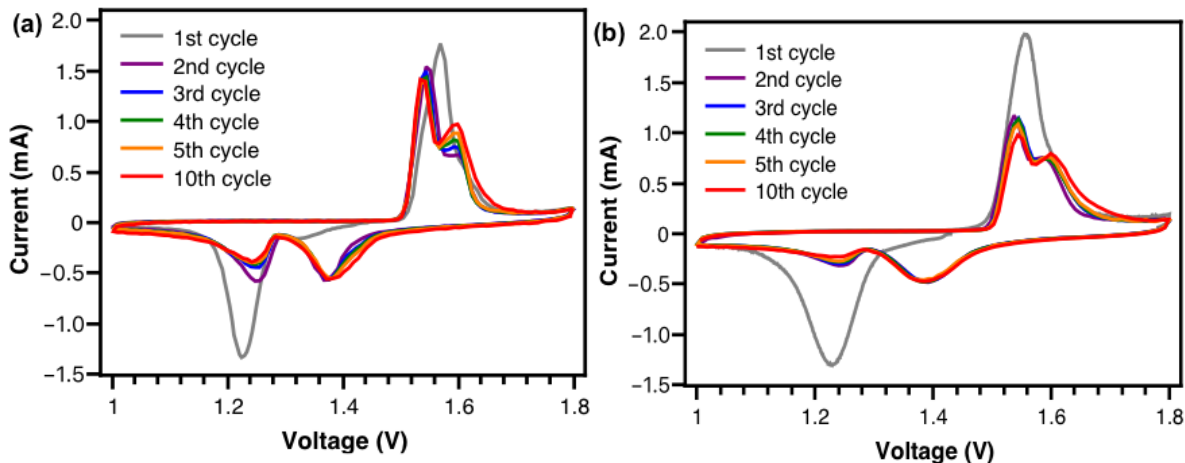 (a)
2.0
1.5
1.0
0.5
0
−0.5
−1.0
−1.5
Current (mA)
1st cycle
2nd cycle
3rd cycle
4th cycle
5th cycle
10th cycle
1 1.2 1.4 1.6 1.8
Voltage (V)
(b)
2.0
1.5
1.0
0.5
0
−0.5
−1.0
−1.5
Current (mA)
1st cycle
2nd cycle
3rd cycle
4th cycle
5th cycle
10th cycle
1 1.2 1.4 1.6 1.8
Voltage (V)